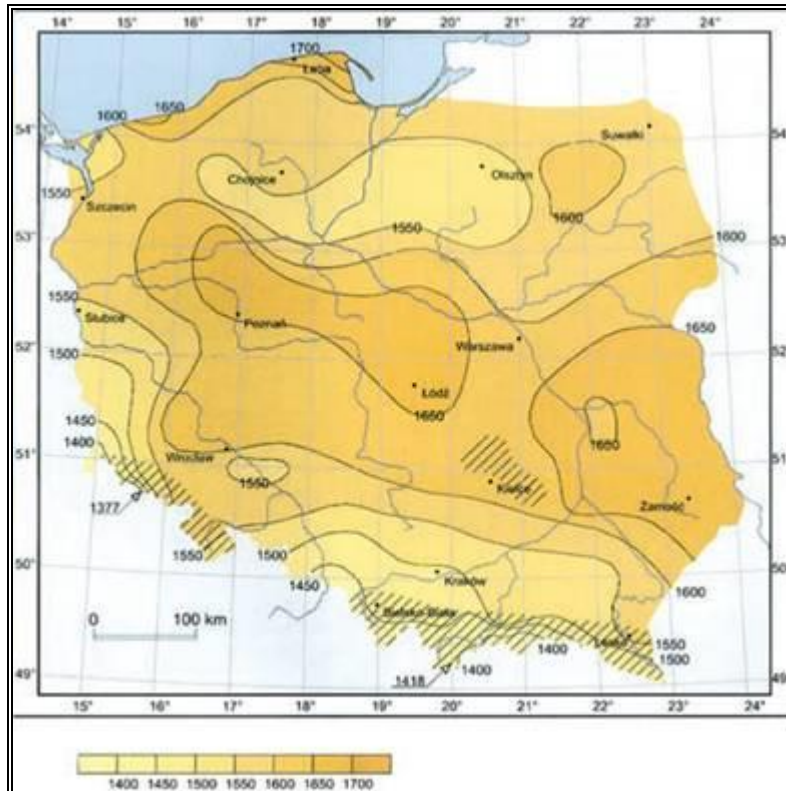 14° 15° 16° 17° 18° 19° 20° 21° 22° 23° 24°
1700
Łeba
1650
1600
54° 54
Suwałki
Chojnice
Olsztyn
1550
Szczecin
1600
1550
1600
53° 53
1550
Słubice
Poznań
1650
Warszawa
52° 52
1500
Łódź
1650
1450
1400
1650
Wrocław
51° 51
1550
Kielce
Zamość
1377
1550
1500
50° 50
1450
Kraków
1600
0 100 km
Bielsko-Biała
Lesko
1550
1400
1500
1400
49° 49
1418
15° 16° 17° 18° 19° 20° 21° 22° 23° 24°
1400 1450 1500 1550 1600 1650 1700